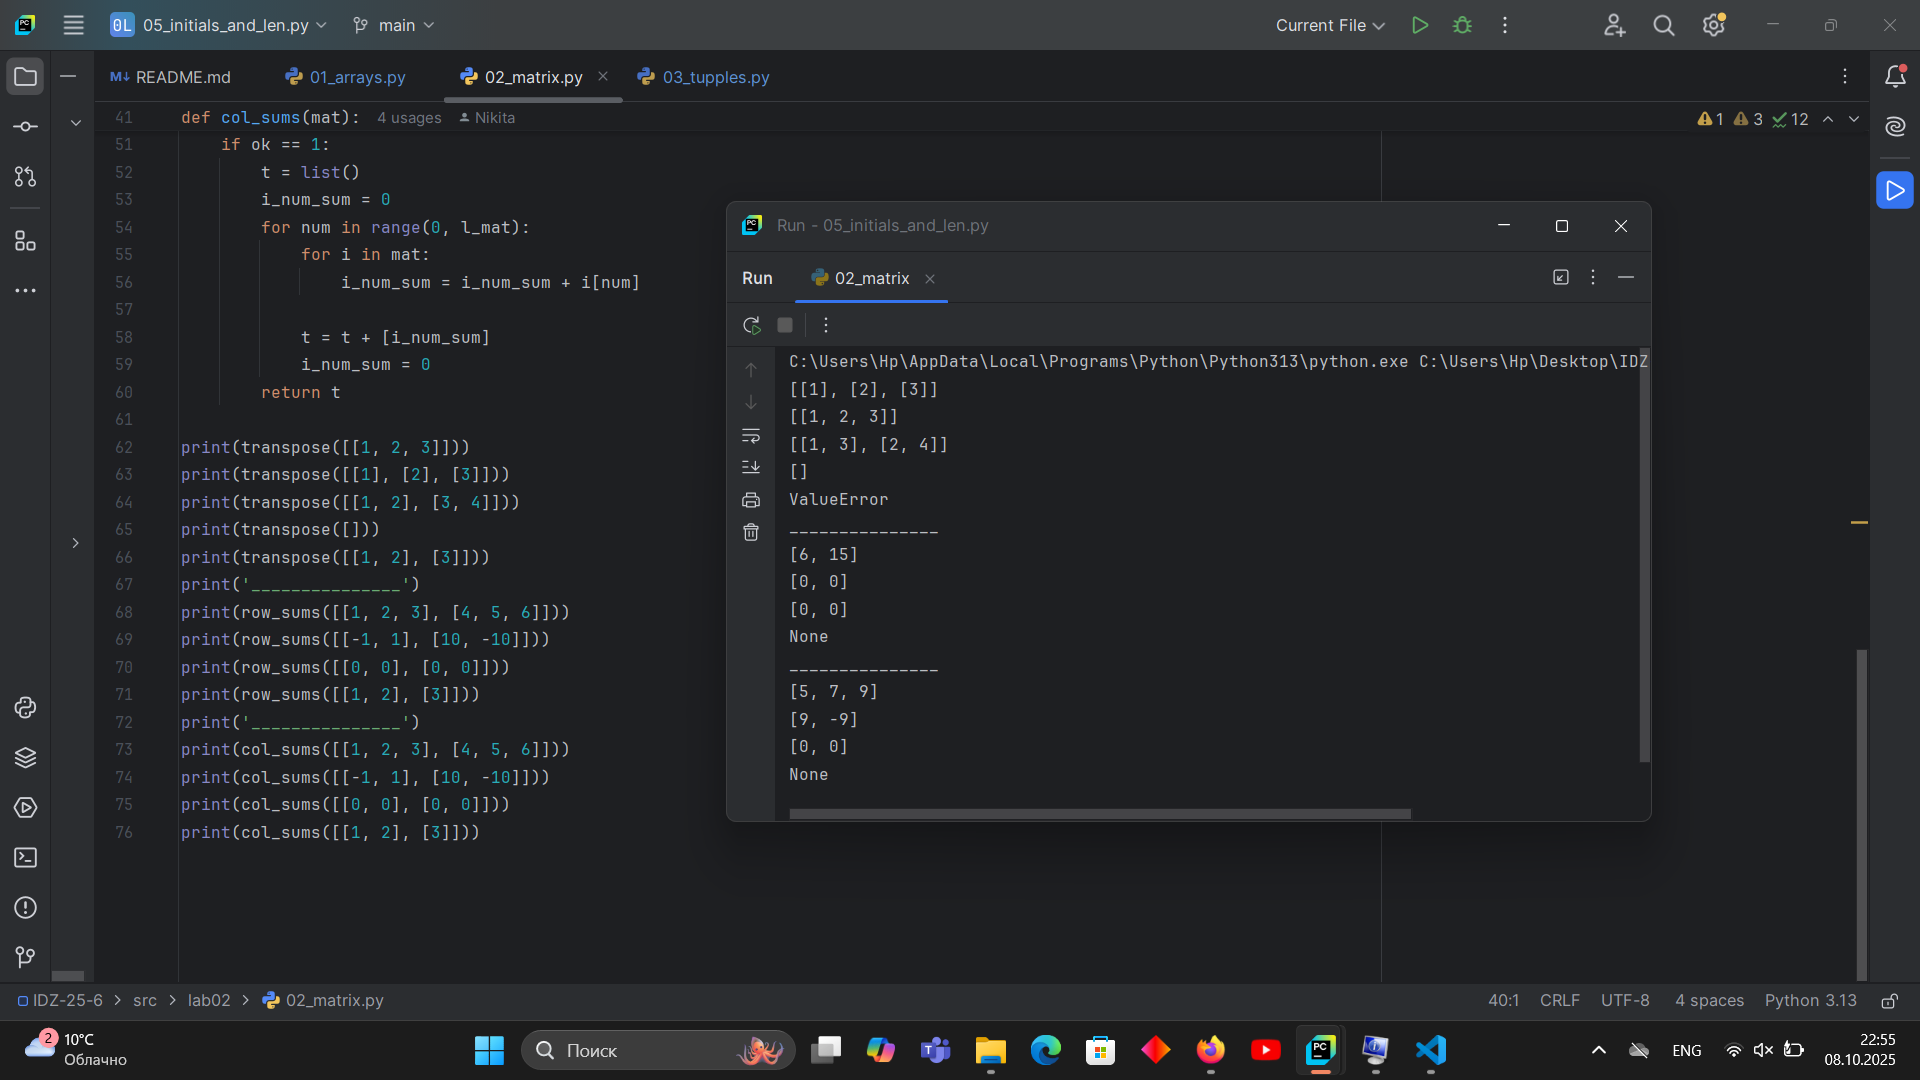 PC
0L 05_initials_and_len.py
main
Current File
M↓ README.md
01_arrays.py
02_matrix.py
03_tupples.py
41 def col_sums(mat): 4 usages Nikita
1 3 12
51 if ok == 1:
52 t = list()
53 i_num_sum = 0
54 for num in range(0, l_mat):
55 for i in mat:
56 i_num_sum = i_num_sum + i[num]
57
58 t = t + [i_num_sum]
59 i_num_sum = 0
60 return t
61
62 print(transpose([[1, 2, 3]]))
63 print(transpose([[1], [2], [3]]))
64 print(transpose([[1, 2], [3, 4]]))
65 print(transpose([]))
66 print(transpose([[1, 2], [3]]))
67 print('_______________')
68 print(row_sums([[1, 2, 3], [4, 5, 6]]))
69 print(row_sums([[-1, 1], [10, -10]]))
70 print(row_sums([[0, 0], [0, 0]]))
71 print(row_sums([[1, 2], [3]]))
72 print('_______________')
73 print(col_sums([[1, 2, 3], [4, 5, 6]]))
74 print(col_sums([[-1, 1], [10, -10]]))
75 print(col_sums([[0, 0], [0, 0]]))
76 print(col_sums([[1, 2], [3]]))
PC Run - 05_initials_and_len.py
Run 02_matrix
C:\Users\Hp\AppData\Local\Programs\Python\Python313\python.exe C:\Users\Hp\Desktop\IDZ
[[1], [2], [3]]
[[1, 2, 3]]
[[1, 3], [2, 4]]
[]
ValueError
_______________
[6, 15]
[0, 0]
[0, 0]
None
_______________
[5, 7, 9]
[9, -9]
[0, 0]
None
IDZ-25-6 > src > lab02 > 02_matrix.py
40:1 CRLF UTF-8 4 spaces Python 3.13
2 10°C
Облачно
Поиск
PC
ENG
22:55
08.10.2025